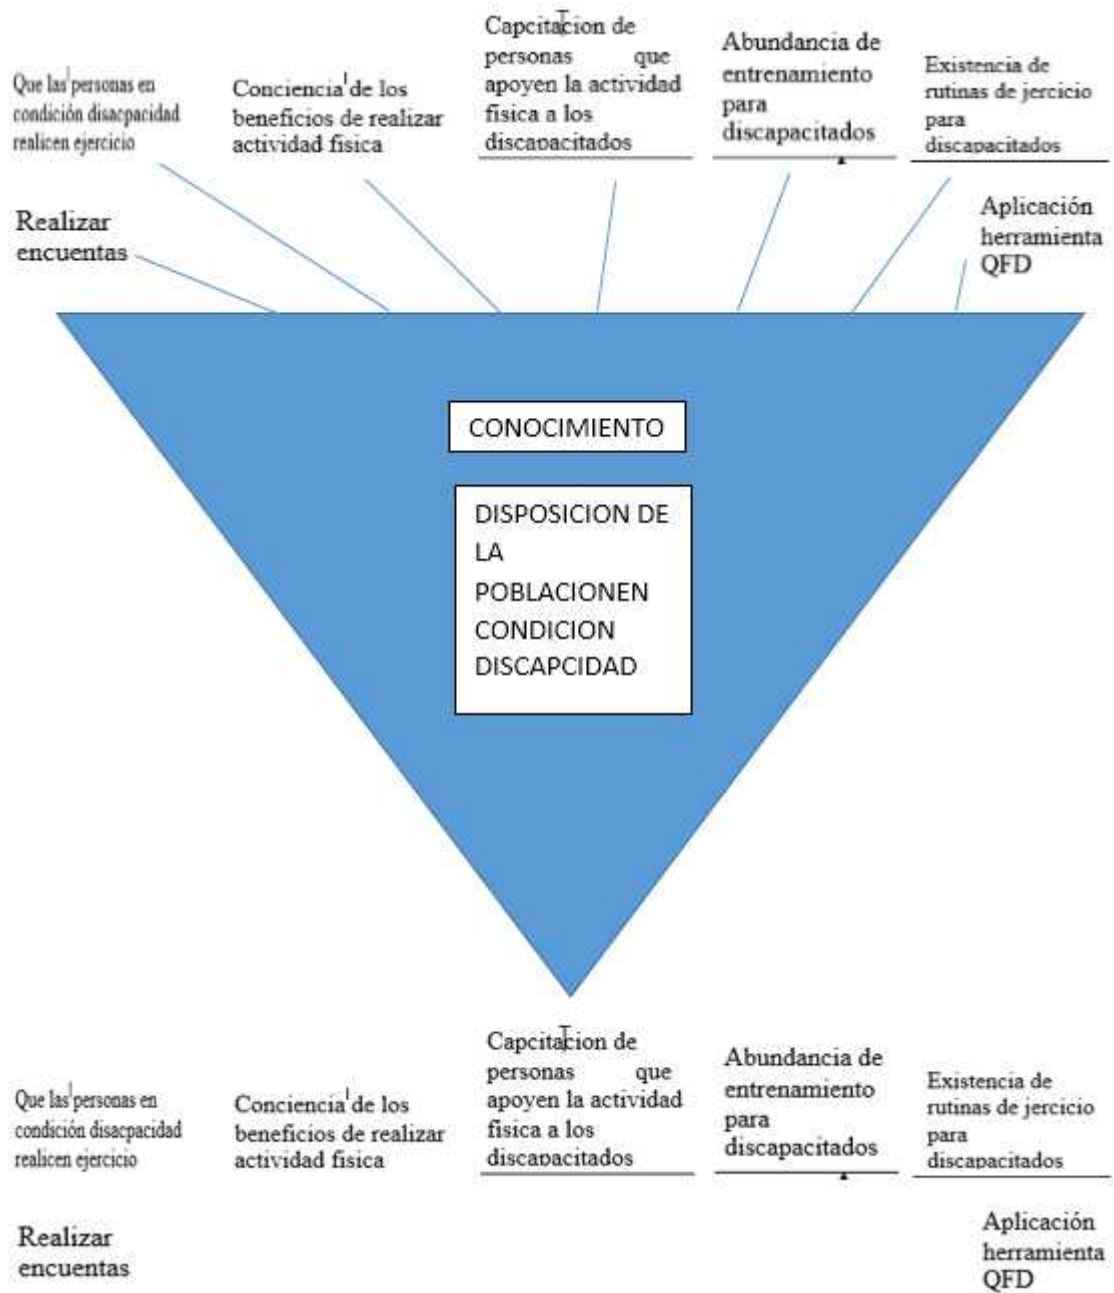 Que las personas en
condición disacpacidad
realicen ejercicio
Conciencia de los
beneficios de realizar
actividad fisica
Capcitacion de
personas que
apoyen la actividad
fisica a los
discapacitados
Abundancia de
entrenamiento
para
discapacitados
Existencia de
rutinas de jercicio
para
discapacitados
Realizar
encuentas
Aplicación
herramienta
QFD
CONOCIMIENTO
DISPOSICION DE
LA
POBLACIONEN
CONDICION
DISCAPCIDAD
Que las personas en
condición disacpacidad
realicen ejercicio
Conciencia de los
beneficios de realizar
actividad fisica
Capcitacion de
personas que
apoyen la actividad
fisica a los
discapacitados
Abundancia de
entrenamiento
para
discapacitados
Existencia de
rutinas de jercicio
para
discapacitados
Realizar
encuentas
Aplicación
herramienta
QFD